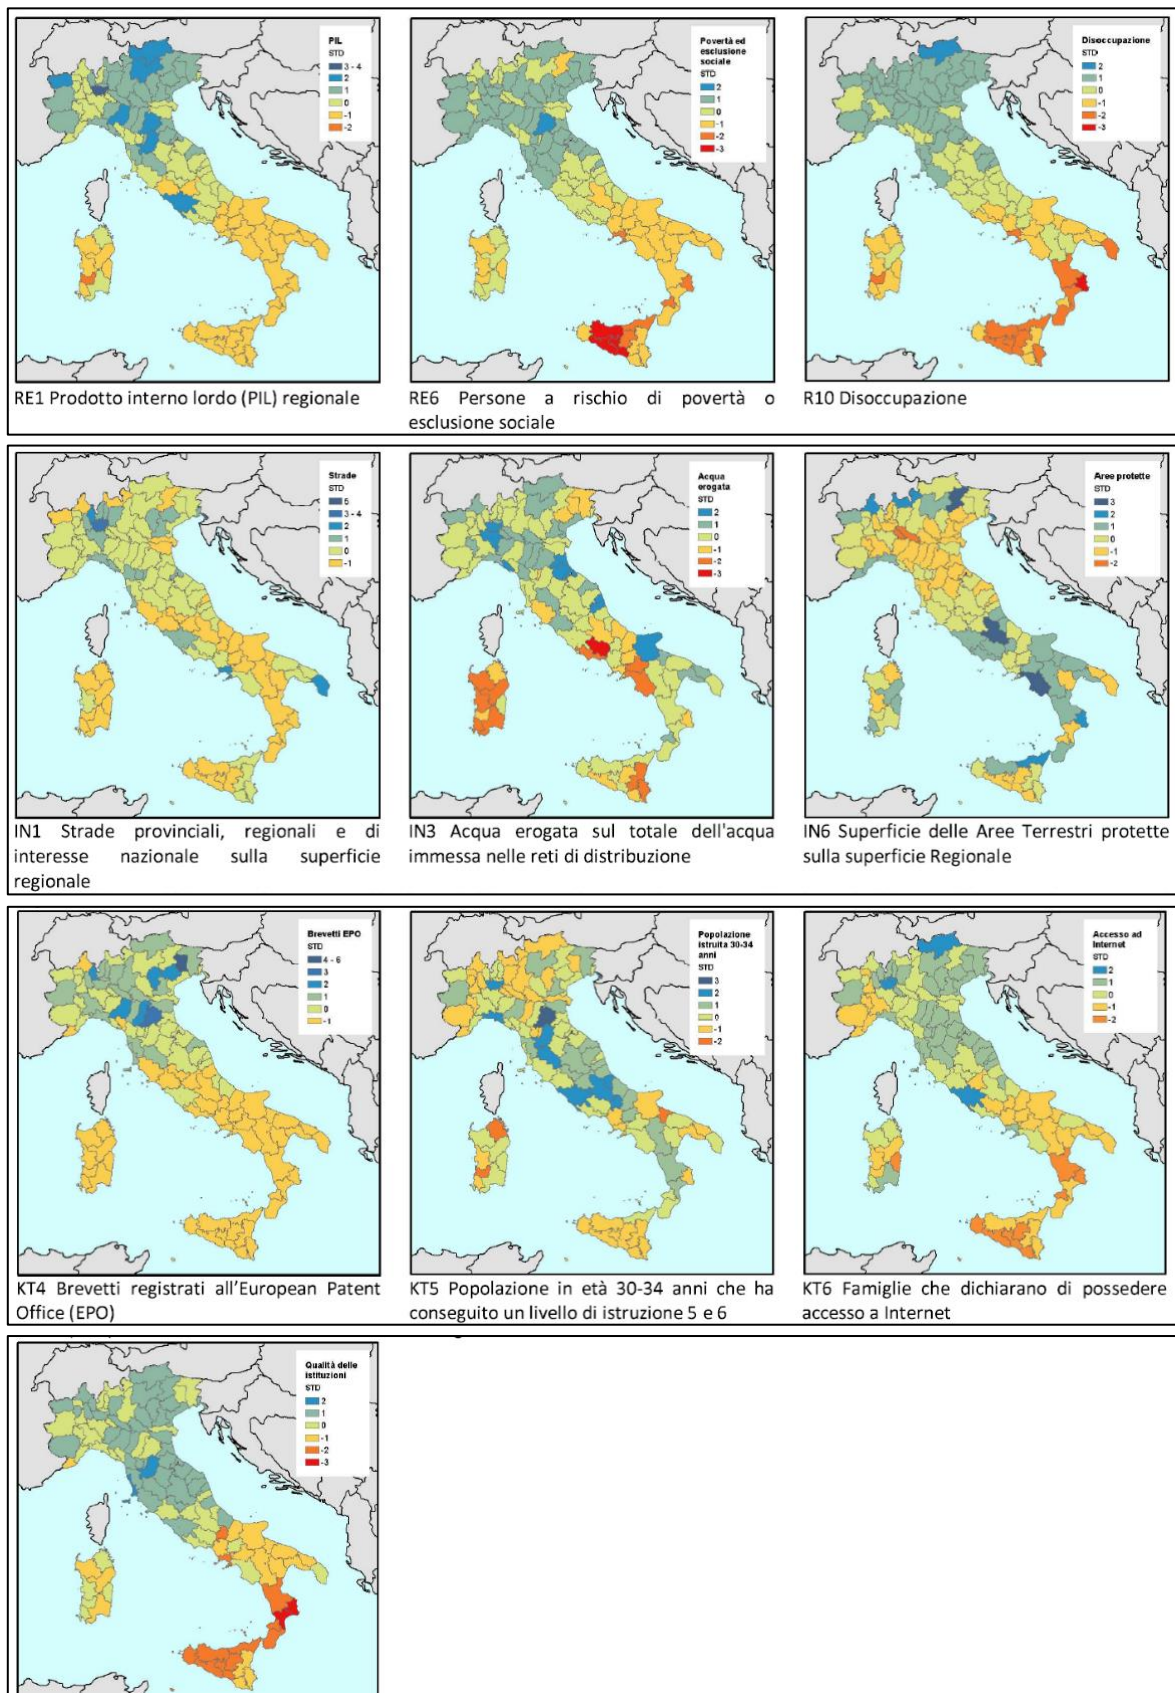 PIL
STD
3 - 4
2
1
0
-1
-2
Povertà ed
esclusione
sociale
STD
2
1
0
-1
-2
-3
Disoccupazione
STD
2
1
0
-1
-2
-3
RE1 Prodotto interno lordo (PIL) regionale
RE6 Persone a rischio di povertà o
esclusione sociale
R10 Disoccupazione
Strade
STD
5
3 - 4
2
1
0
-1
Acqua
erogata
STD
2
1
0
-1
-2
-3
Aree protette
STD
3
2
1
0
-1
-2
IN1 Strade provinciali, regionali e di
interesse nazionale sulla superficie
regionale
IN3 Acqua erogata sul totale dell'acqua
immessa nelle reti di distribuzione
IN6 Superficie delle Aree Terrestri protette
sulla superficie Regionale
Brevetti EPO
STD
4 - 6
3
2
1
0
-1
Popolazione
istruita 30-34
anni
STD
3
2
1
0
-1
-2
Accesso ad
Internet
STD
2
1
0
-1
-2
KT4 Brevetti registrati all'European Patent
Office (EPO)
KT5 Popolazione in età 30-34 anni che ha
conseguito un livello di istruzione 5 e 6
KT6 Famiglie che dichiarano di possedere
accesso a Internet
Qualità delle
istituzioni
STD
2
1
0
-1
-2
-3